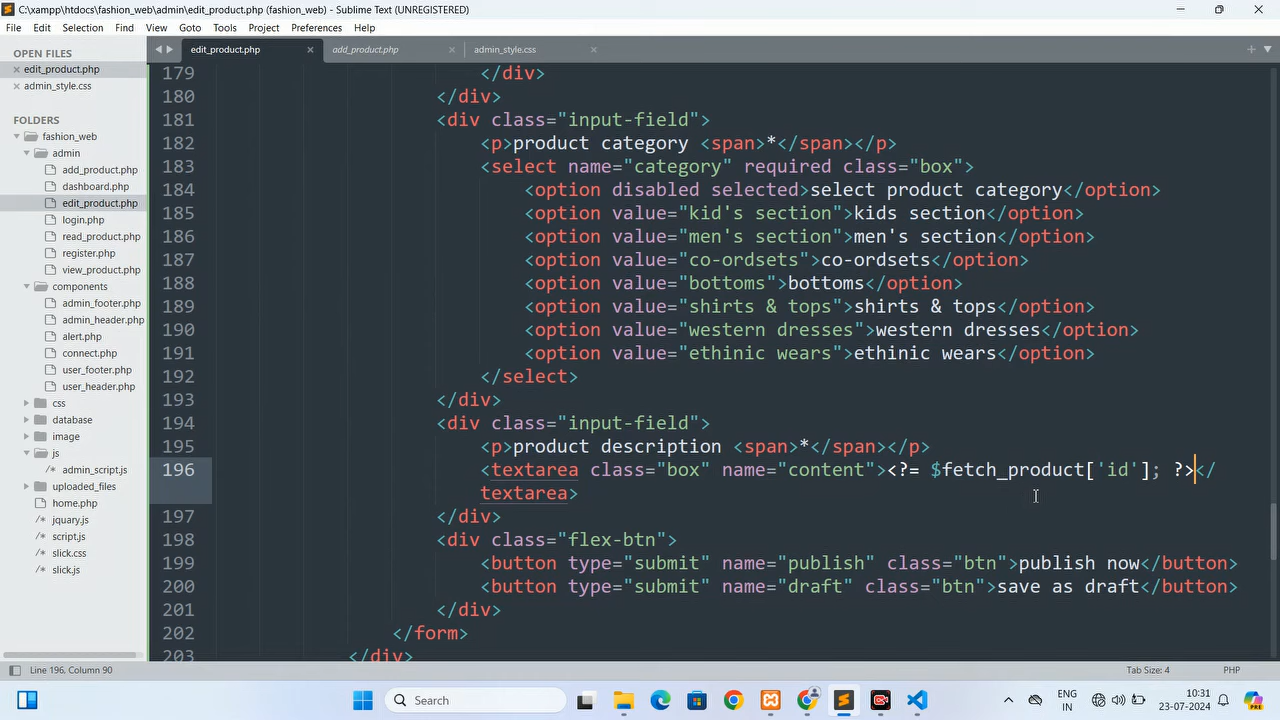 C:\xampp\htdocs\fashion_web\admin\edit_product.php (fashion_web) - Sublime Text (UNREGISTERED)
File Edit Selection Find View Goto Tools Project Preferences Help
OPEN FILES
edit_product.php
admin_style.css
FOLDERS
fashion_web
admin
add_product.php
dashboard.php
edit_product.php
login.php
read_product.php
register.php
view_product.php
components
admin_footer.php
admin_header.php
alert.php
connect.php
user_footer.php
user_header.php
css
database
image
js
admin_script.js
uploaded_files
home.php
jquary.js
script.js
slick.css
slick.js
edit_product.php add_product.php admin_style.css
179 </div>
180 </div>
181 <div class="input-field">
182 <p>product category <span>*</span></p>
183 <select name="category" required class="box">
184 <option disabled selected>select product category</option>
185 <option value="kid's section">kids section</option>
186 <option value="men's section">men's section</option>
187 <option value="co-ordsets">co-ordsets</option>
188 <option value="bottoms">bottoms</option>
189 <option value="shirts & tops">shirts & tops</option>
190 <option value="western dresses">western dresses</option>
191 <option value="ethinic wears">ethinic wears</option>
192 </select>
193 </div>
194 <div class="input-field">
195 <p>product description <span>*</span></p>
196 <textarea class="box" name="content"><?= $fetch_product['id']; ?></
textarea>
197 </div>
198 <div class="flex-btn">
199 <button type="submit" name="publish" class="btn">publish now</button>
200 <button type="submit" name="draft" class="btn">save as draft</button>
201 </div>
202 </form>
203 </div>
Line 196, Column 90 Tab Size: 4 PHP
Search ENG IN 10:31 23-07-2024
PRE